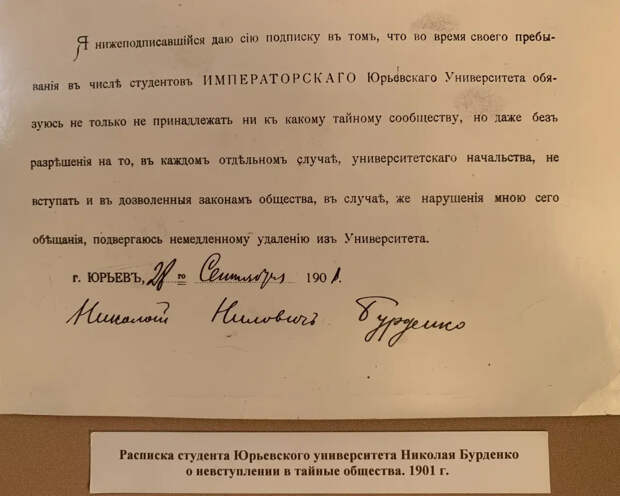 Я нижеподписавшійся даю сію подписку въ томъ, что во время своего пребы-
ванія въ числѣ студентовъ ИМПЕРАТОРСКАГО Юрьевскаго Университета обя-
зуюсь не только не принадлежать ни къ какому тайному сообществу, но даже безъ
разрѣшенія на то, въ каждомъ отдѣльномъ случаѣ, университетскаго начальства, не
вступать и въ дозволенныя закономъ общества, въ случаѣ, же нарушенія мною сего
обѣщанія, подвергаюсь немедленному удаленію изъ Университета.
г. ЮРЬЕВЪ, то Сентября 1901.
Николай Ниловичъ Бурденко
Расписка студента Юрьевского университета Николая Бурденко
о невступлении в тайные общества. 1901 г.